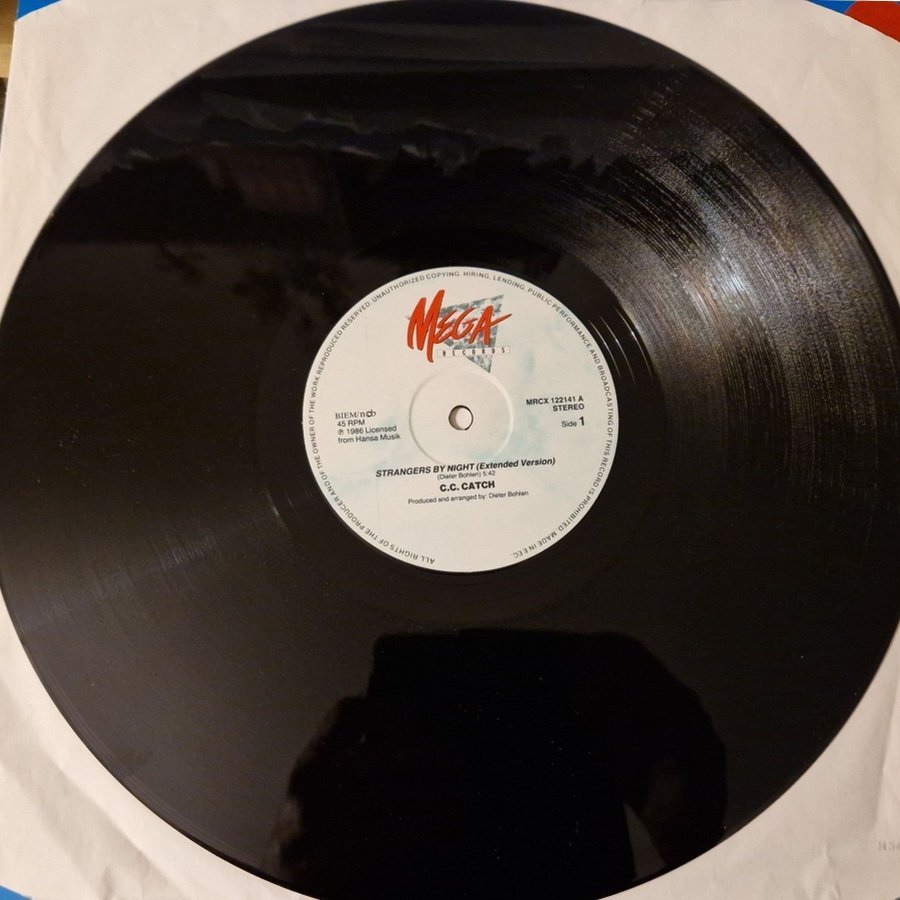 ALL RIGHTS OF THE PRODUCER AND OF THE OWNER OF THE WORK REPRODUCED RESERVED. UNAUTHORIZED COPYING. HIRING. LENDING. PUBLIC PERFORMANCE AND BROADCASTING OF THIS RECORD IS PROHIBITED MADE IN EEC.
MEGA
RECORDS
BIEM/ncb
45 RPM
℗ 1986 Licensed
from Hansa Musik
MRCX 122141 A
STEREO
Side 1
STRANGERS BY NIGHT (Extended Version)
(Dieter Bohlen) 5:42
C.C. CATCH
Produced and arranged by: Dieter Bohlen